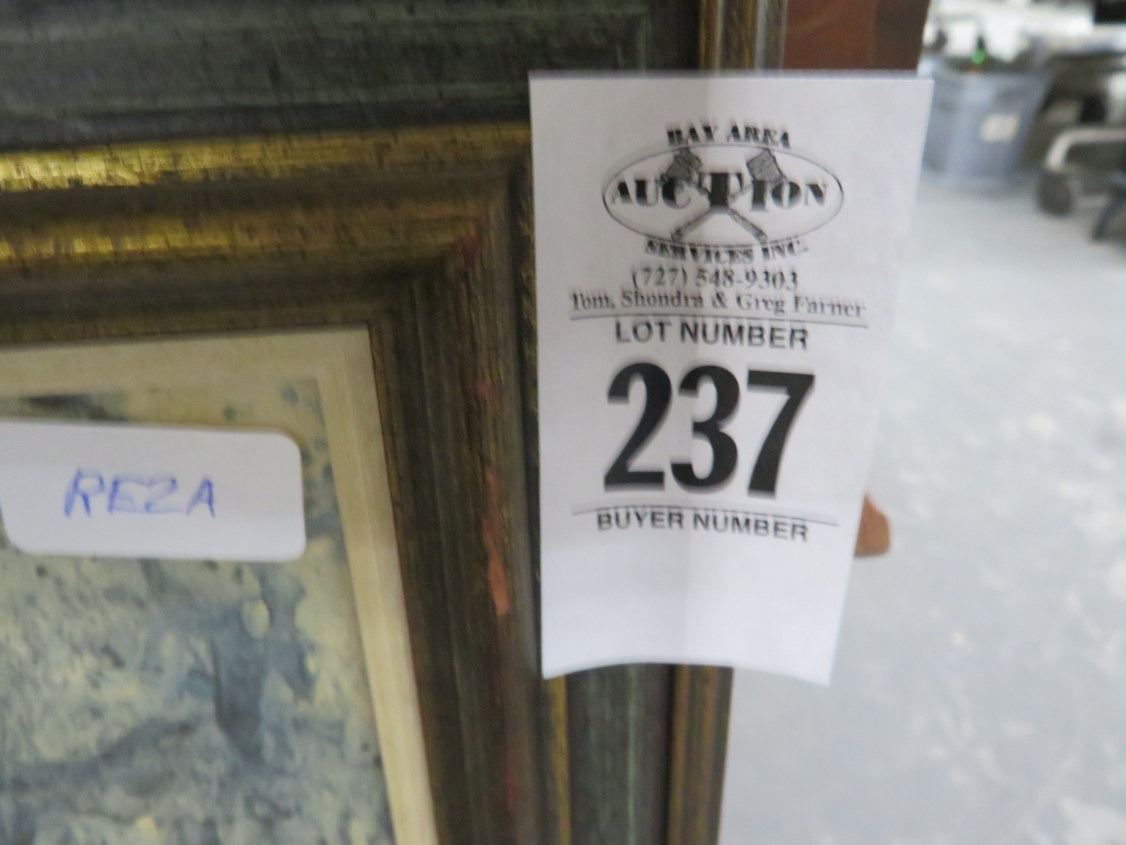 BAY AREA
AUCTION
SERVICES INC.
(727) 548-9303
Tom, Shondra & Greg Farner
LOT NUMBER
237
BUYER NUMBER
REZA